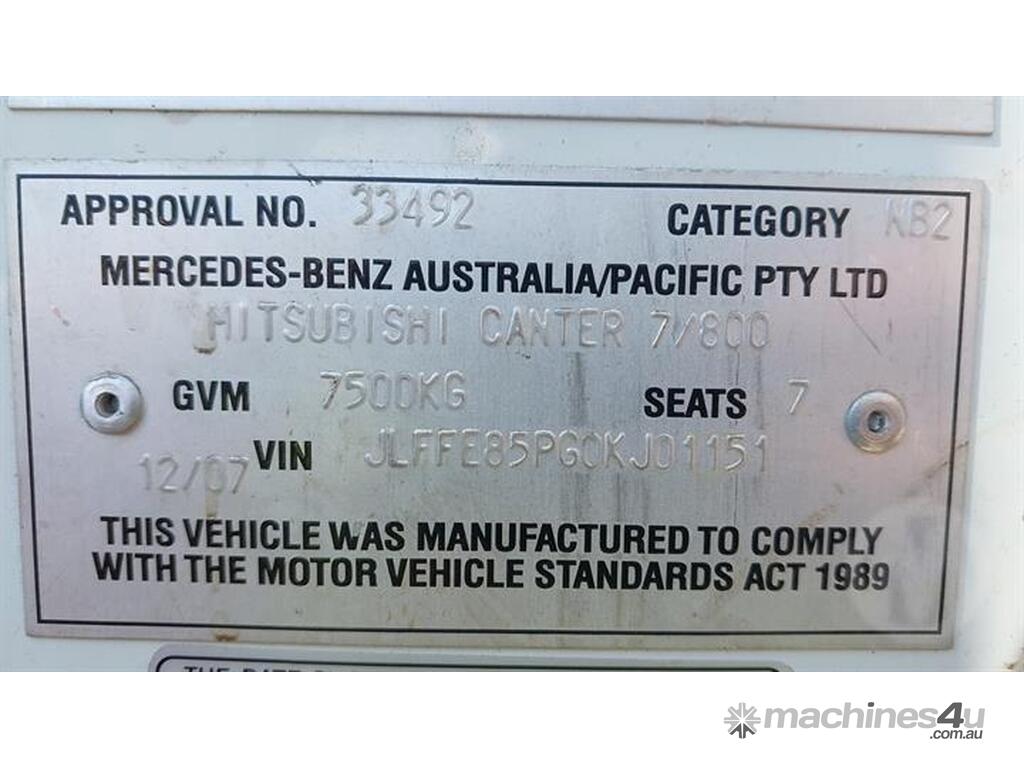 APPROVAL NO. 33492 CATEGORY NB2
MERCEDES-BENZ AUSTRALIA/PACIFIC PTY LTD
MITSUBISHI CANTER 7/800
GVM 7500KG SEATS 7
12/07 VIN JLFFE85PG0KJ01151
THIS VEHICLE WAS MANUFACTURED TO COMPLY
WITH THE MOTOR VEHICLE STANDARDS ACT 1989
machines4u
.com.au